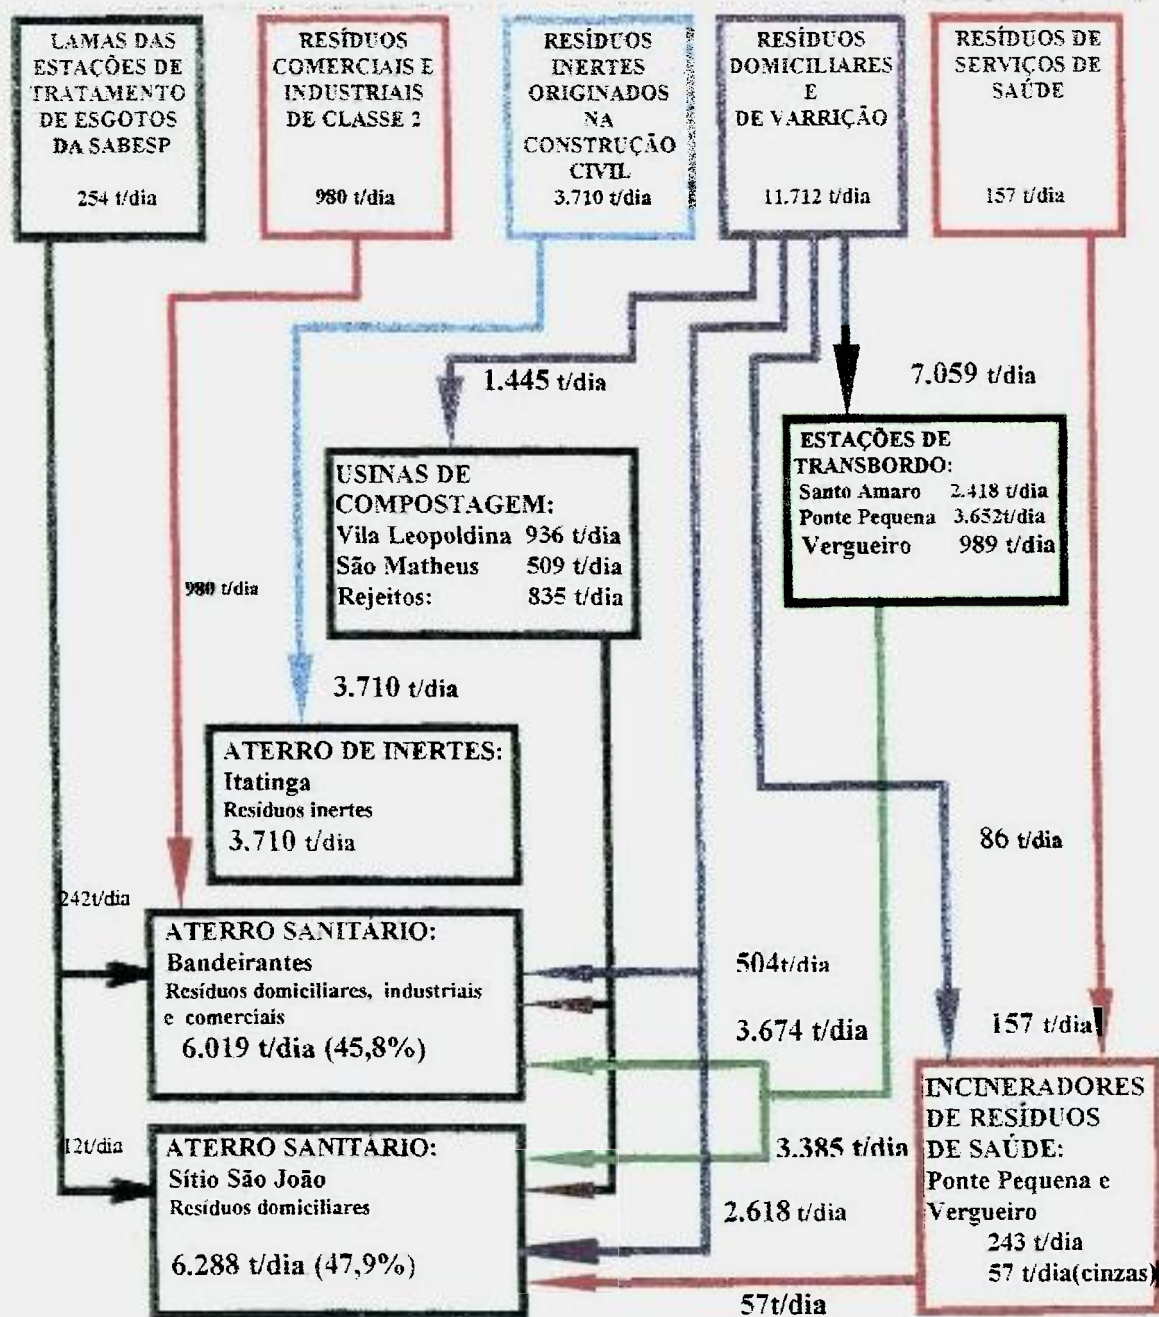 LAMAS DAS
ESTAÇÕES DE
TRATAMENTO
DE ESGOTOS
DA SABESP
254 t/dia
RESÍDUOS
COMERCIAIS E
INDUSTRIAIS
DE CLASSE 2
980 t/dia
RESÍDUOS
INERTES
ORIGINADOS
NA
CONSTRUÇÃO
CIVIL
3.710 t/dia
RESÍDUOS
DOMICILIARES
E
DE VARRIÇÃO
11.712 t/dia
RESÍDUOS DE
SERVIÇOS DE
SAÚDE
157 t/dia
1.445 t/dia
7.059 t/dia
USINAS DE
COMPOSTAGEM:
Vila Leopoldina 936 t/dia
São Matheus 509 t/dia
Rejeitos: 835 t/dia
ESTAÇÕES DE
TRANSBORDO:
Santo Amaro 2.418 t/dia
Ponte Pequena 3.652t/dia
Vergueiro 989 t/dia
980 t/dia
3.710 t/dia
ATERRO DE INERTES:
Itatinga
Resíduos inertes
3.710 t/dia
86 t/dia
242t/dia
ATERRO SANITÁRIO:
Bandeirantes
Resíduos domiciliares, industriais
e comerciais
6.019 t/dia (45,8%)
504t/dia
3.674 t/dia
157 t/dia
INCINERADORES
DE RESÍDUOS
DE SAÚDE:
Ponte Pequena e
Vergueiro
243 t/dia
57 t/dia(cinzas)
12t/dia
ATERRO SANITÁRIO:
Sítio São João
Resíduos domiciliares
6.288 t/dia (47,9%)
3.385 t/dia
2.618 t/dia
57t/dia